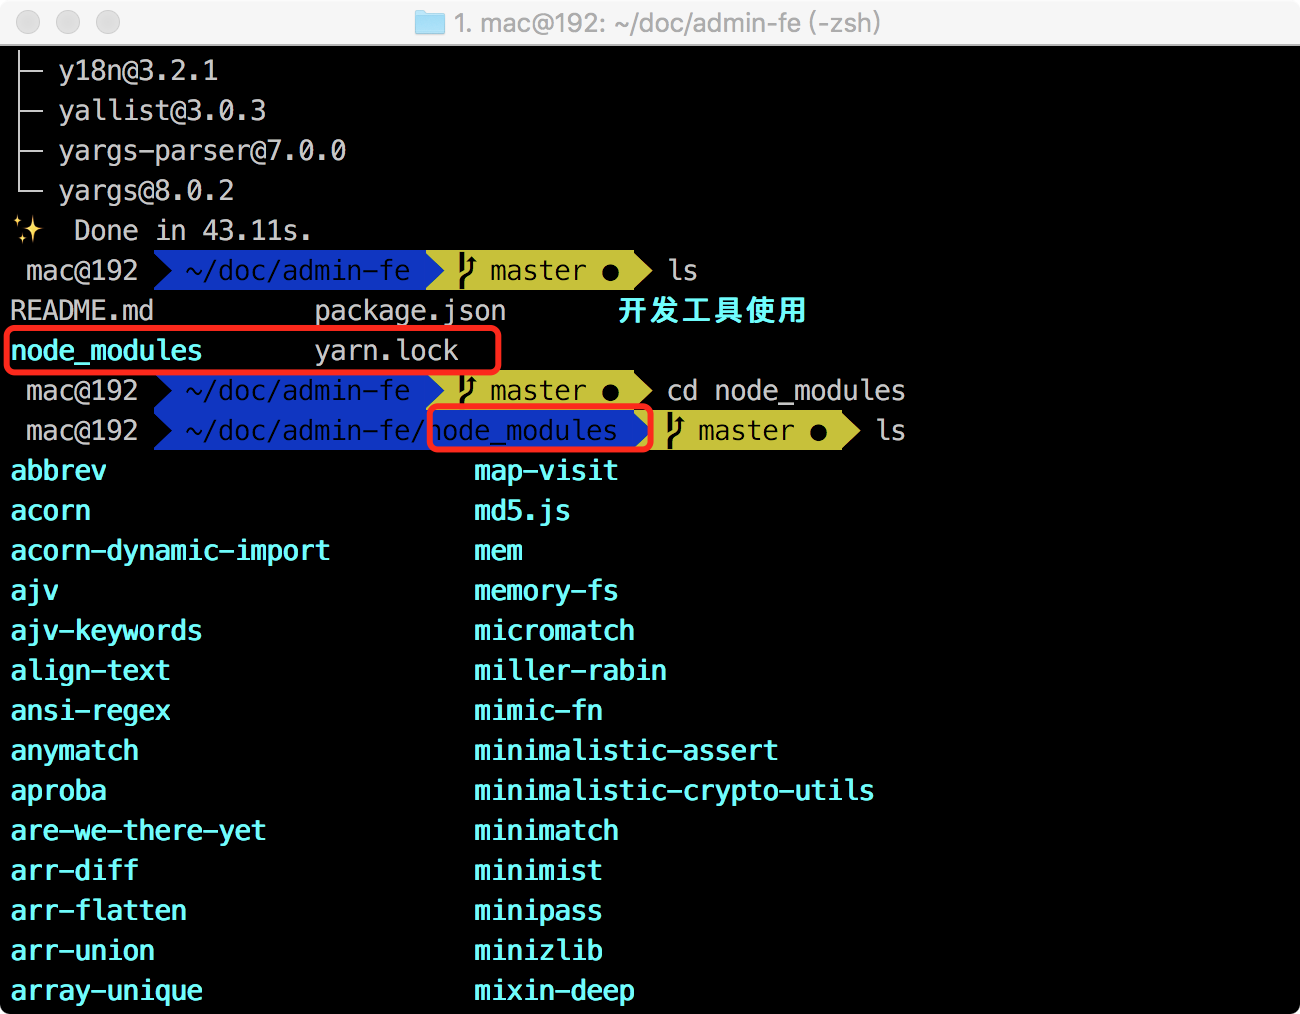 1. mac@192: ~/doc/admin-fe (-zsh)
├─ y18n@3.2.1
├─ yallist@3.0.3
├─ yargs-parser@7.0.0
└─ yargs@8.0.2
✨ Done in 43.11s.
mac@192 ~/doc/admin-fe master ● ls
README.md package.json 开发工具使用
node_modules yarn.lock
mac@192 ~/doc/admin-fe master ● cd node_modules
mac@192 ~/doc/admin-fe/node_modules master ● ls
abbrev map-visit
acorn md5.js
acorn-dynamic-import mem
ajv memory-fs
ajv-keywords micromatch
align-text miller-rabin
ansi-regex mimic-fn
anymatch minimalistic-assert
aproba minimalistic-crypto-utils
are-we-there-yet minimatch
arr-diff minimist
arr-flatten minipass
arr-union minizlib
array-unique mixin-deep